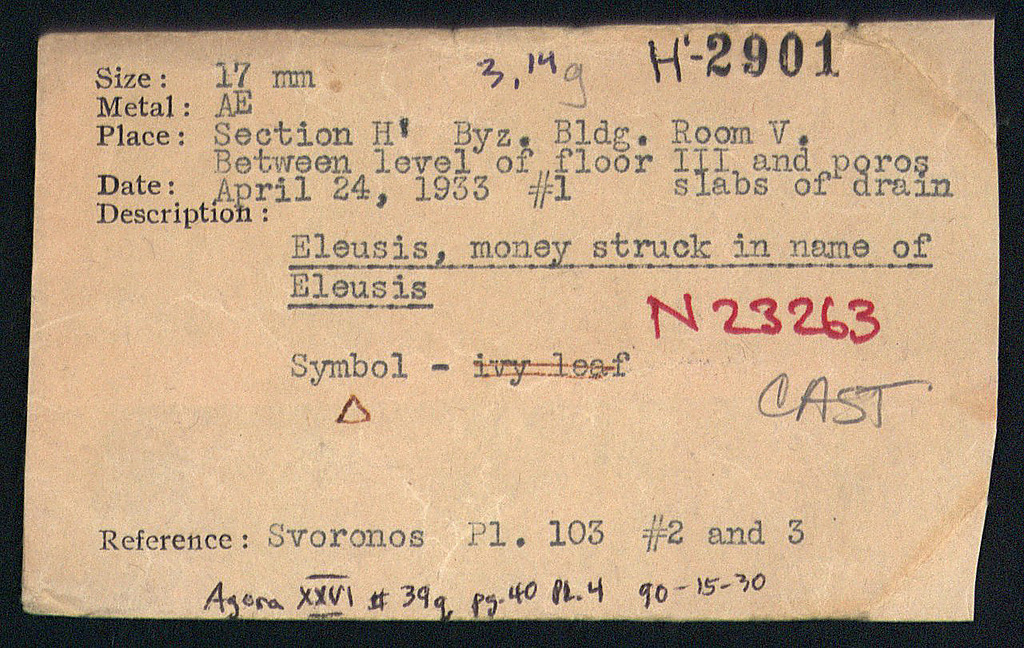 3,14g H'-2901
Size: 17 mm
Metal: AE
Place: Section H' Byz. Bldg. Room V.
Between level of floor III and poros
slabs of drain
Date: April 24, 1933 #1
Description:
Eleusis, money struck in name of
Eleusis
N 23263
Symbol - ivy leaf
Δ
CAST
Reference: Svoronos Pl. 103 #2 and 3
Agora XXVI # 39q, pg. 40 Pl. 4 90-15-30